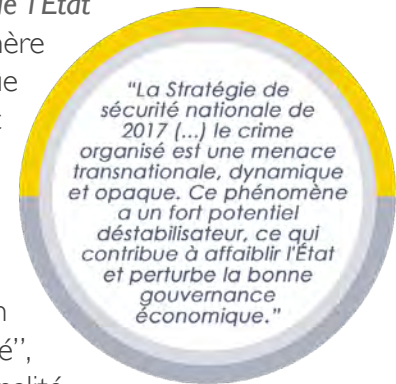 de l'État
"La Stratégie de
sécurité nationale de
2017 (...) le crime
organisé est une menace
transnationale, dynamique
et opaque. Ce phénomène
a un fort potentiel
déstabilisateur, ce qui
contribue à affaiblir l'État
et perturbe la bonne
gouvernance
économique."
é",